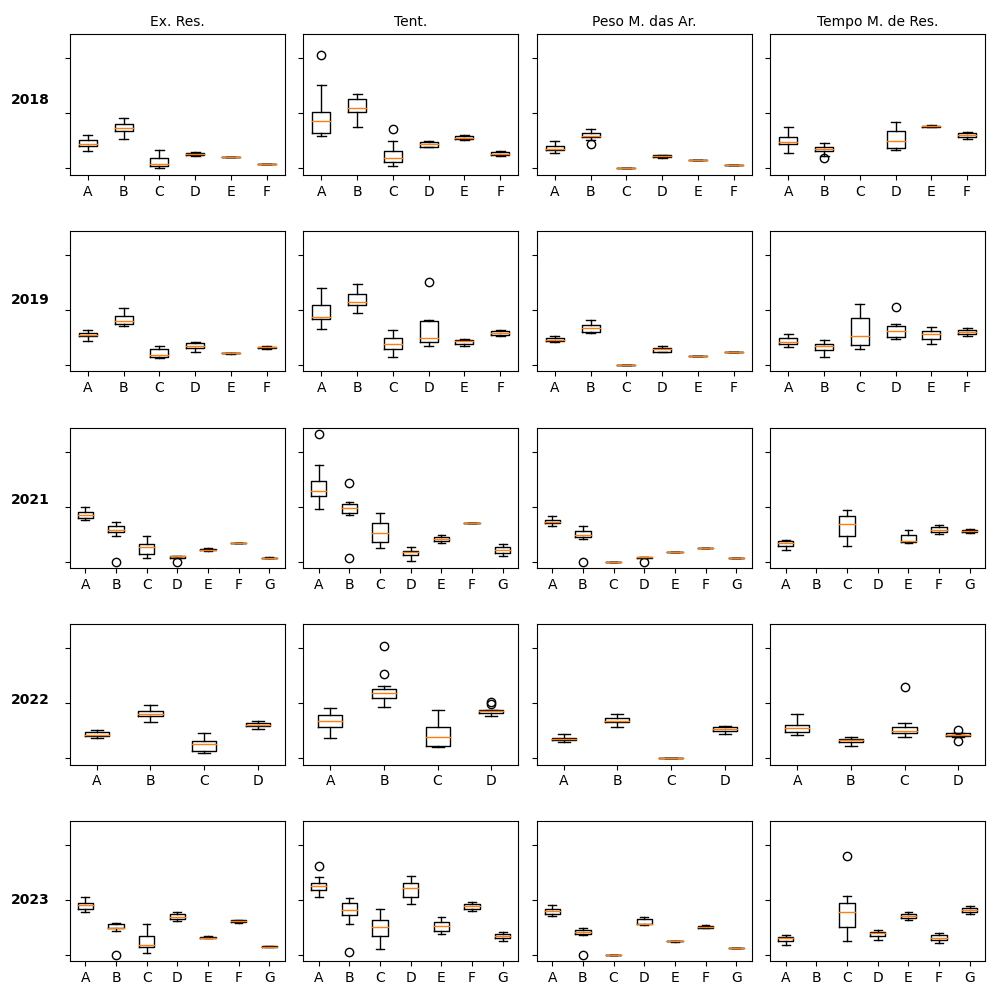 Ex. Res. Tent. Peso M. das Ar. Tempo M. de Res.
2018
A B C D E F A B C D E F A B C D E F A B C D E F
2019
A B C D E F A B C D E F A B C D E F A B C D E F
2021
A B C D E F G A B C D E F G A B C D E F G A B C D E F G
2022
A B C D A B C D A B C D A B C D
2023
A B C D E F G A B C D E F G A B C D E F G A B C D E F G